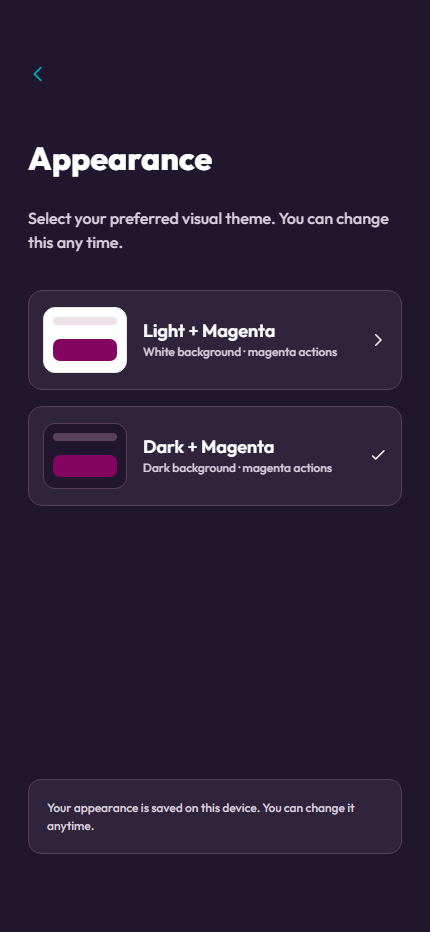 Appearance
Select your preferred visual theme. You can change
this any time.
Light + Magenta
White background · magenta actions
Dark + Magenta
Dark background · magenta actions
Your appearance is saved on this device. You can change it
anytime.